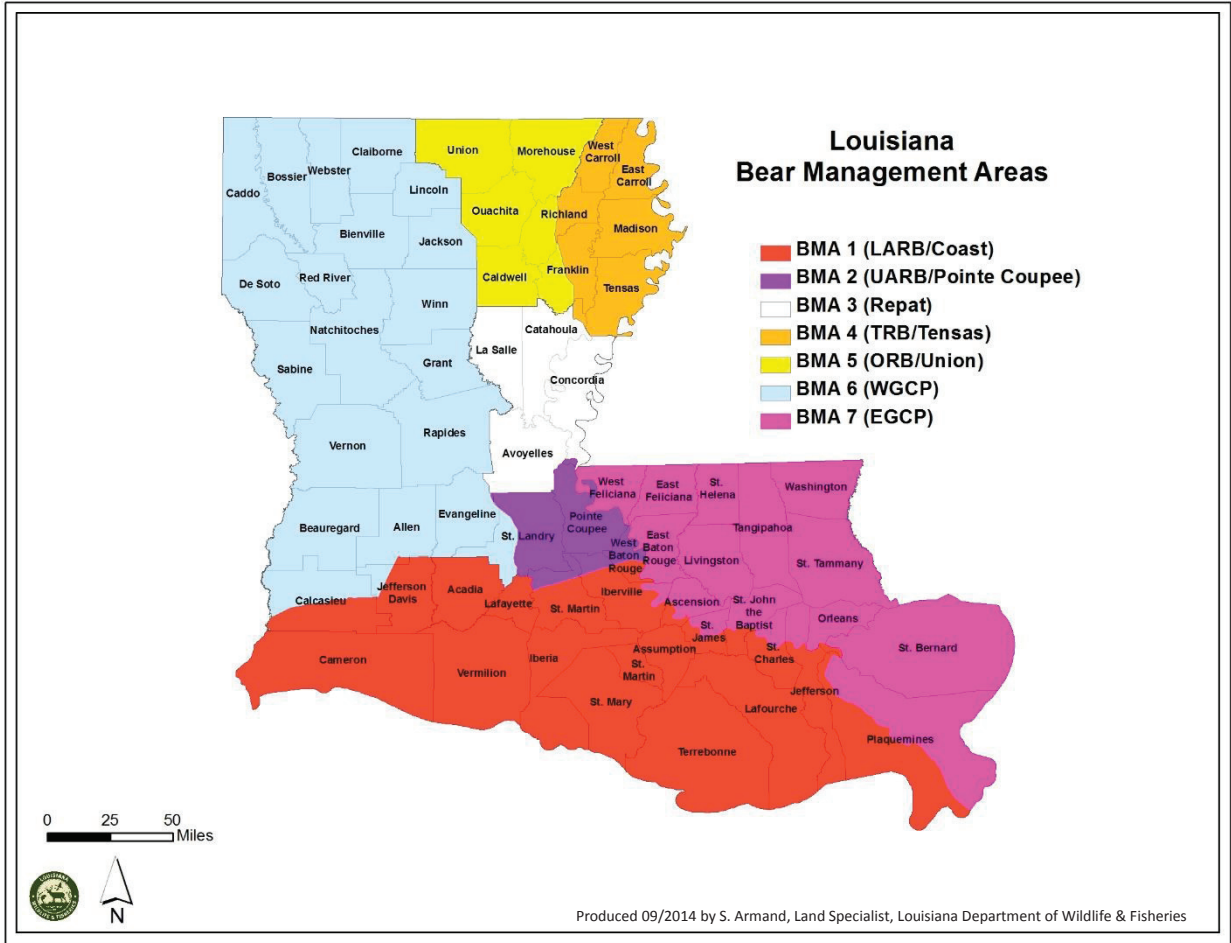 Louisiana
Bear Management Areas
BMA 1 (LARB/Coast)
BMA 2 (UARB/Pointe Coupee)
BMA 3 (Repat)
BMA 4 (TRB/Tensas)
BMA 5 (ORB/Union)
BMA 6 (WGCP)
BMA 7 (EGCP)
Caddo
Bossier
Webster
Claiborne
Lincoln
Union
Morehouse
West
Carroll
East
Carroll
Bienville
Jackson
Ouachita
Richland
Madison
De Soto
Red River
Winn
Caldwell
Franklin
Tensas
Natchitoches
Sabine
Grant
La Salle
Catahoula
Concordia
Vernon
Rapides
Avoyelles
Beauregard
Allen
Evangeline
St. Landry
Pointe
Coupee
West
Feliciana
East
Feliciana
St.
Helena
Washington
Tangipahoa
West
Baton
Rouge
East
Baton
Rouge
Livingston
St. Tammany
Calcasieu
Jefferson
Davis
Acadia
Lafayette
St. Martin
Iberville
Ascension
St. John
the
Baptist
Orleans
St. Bernard
St.
James
St.
Charles
Cameron
Vermilion
Iberia
Assumption
St.
Martin
St. Mary
Jefferson
Lafourche
Terrebonne
Plaquemines
0 25 50
Miles
LOUISIANA
WILDLIFE & FISHERIES
N
Produced 09/2014 by S. Armand, Land Specialist, Louisiana Department of Wildlife & Fisheries